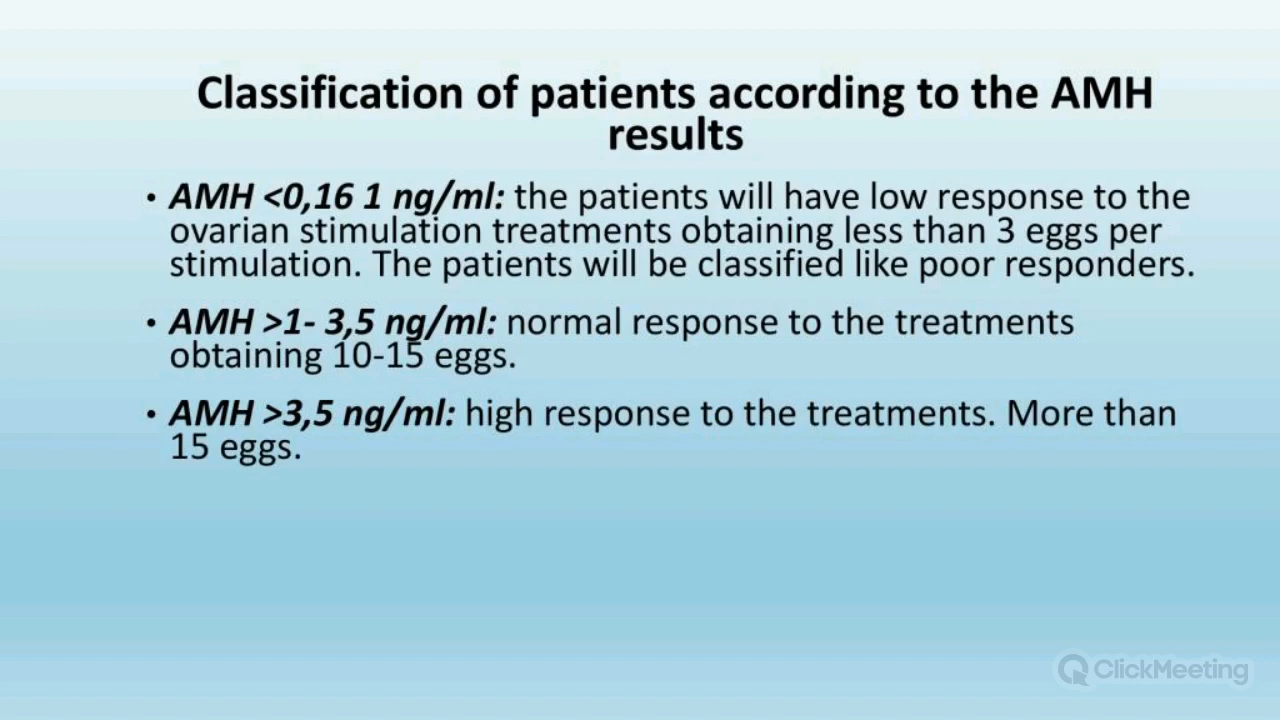 Classification of patients according to the AMH
results
• AMH <0,16 1 ng/ml: the patients will have low response to the
ovarian stimulation treatments obtaining less than 3 eggs per
stimulation. The patients will be classified like poor responders.
• AMH >1- 3,5 ng/ml: normal response to the treatments
obtaining 10-15 eggs.
• AMH >3,5 ng/ml: high response to the treatments. More than
15 eggs.
ClickMeeting